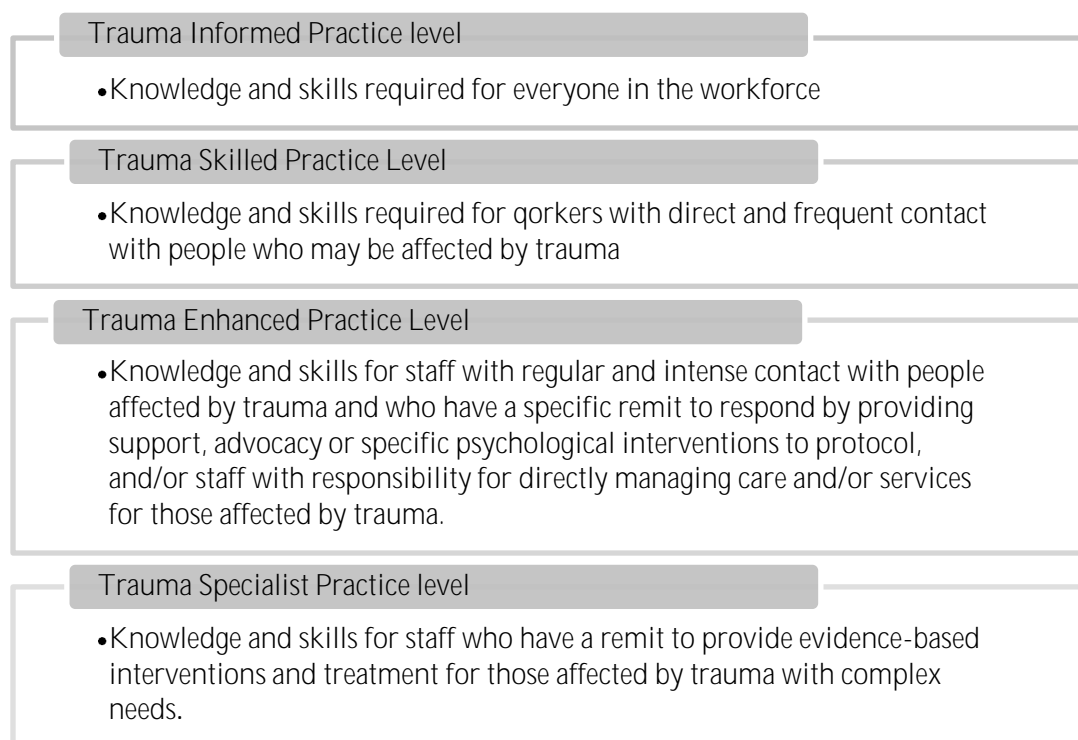 Trauma Informed Practice level
•Knowledge and skills required for everyone in the workforce
Trauma Skilled Practice Level
•Knowledge and skills required for qorkers with direct and frequent contact
with people who may be affected by trauma
Trauma Enhanced Practice Level
•Knowledge and skills for staff with regular and intense contact with people
affected by trauma and who have a specific remit to respond by providing
support, advocacy or specific psychological interventions to protocol,
and/or staff with responsibility for directly managing care and/or services
for those affected by trauma.
Trauma Specialist Practice level
•Knowledge and skills for staff who have a remit to provide evidence-based
interventions and treatment for those affected by trauma with complex
needs.